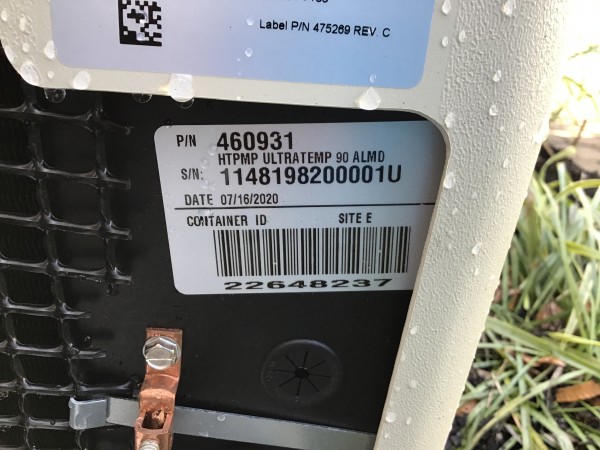 Label P/N 475269 REV. C
P/N 460931
HTPMP ULTRATEMP 90 ALMD
S/N: 1148198200001U
DATE 07/16/2020
CONTAINER ID SITE E
22648237